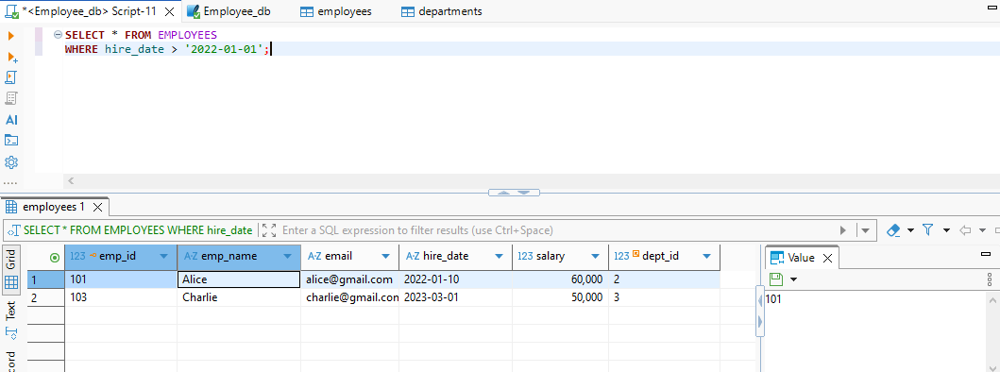 *<Employee_db> Script-11 Employee_db employees departments
SELECT * FROM EMPLOYEES
WHERE hire_date > '2022-01-01';
AI
employees 1
SELECT * FROM EMPLOYEES WHERE hire_date Enter a SQL expression to filter results (use Ctrl+Space)
Grid
Text
cord
123 emp_id A-Z emp_name A-Z email A-Z hire_date 123 salary 123 dept_id
1 101 Alice alice@gmail.com 2022-01-10 60,000 2
2 103 Charlie charlie@gmail.con 2023-03-01 50,000 3
Value
101